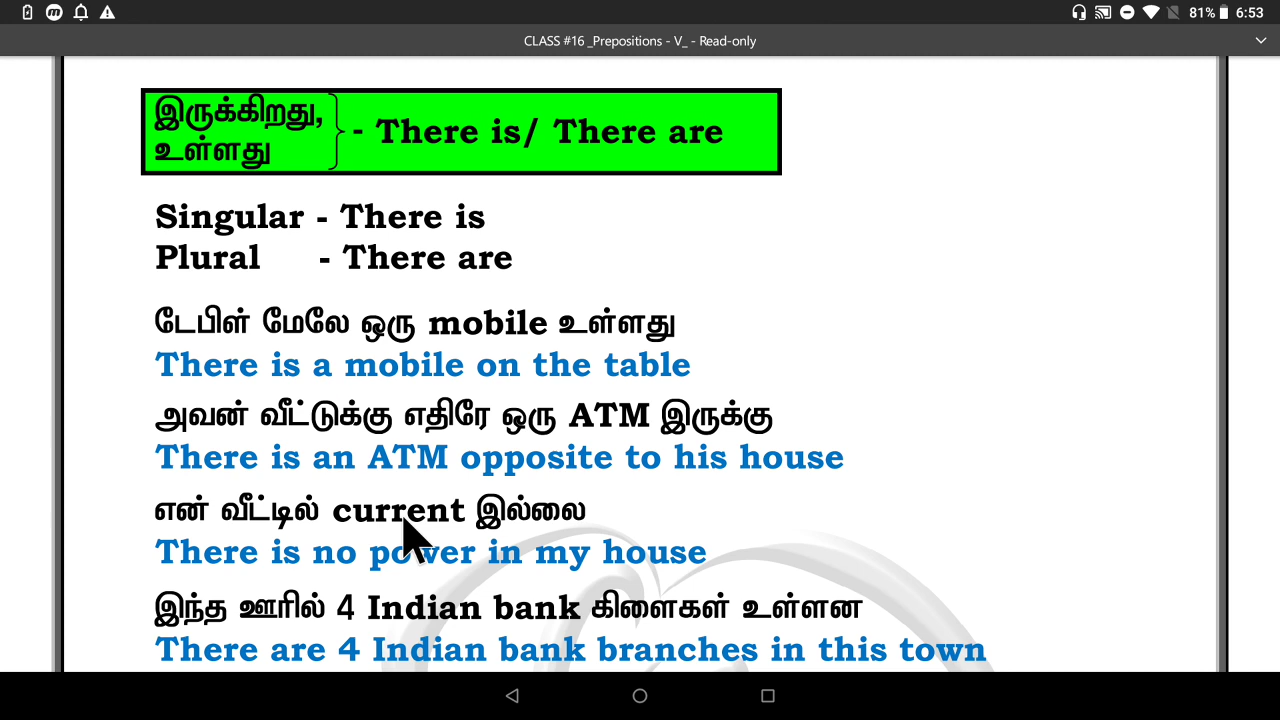 81% 6:53
CLASS #16 _Prepositions - V_ - Read-only
இருக்கிறது,
உள்ளது
- There is/ There are
Singular - There is
Plural - There are
டேபிள் மேலே ஒரு mobile உள்ளது
There is a mobile on the table
அவன் வீட்டுக்கு எதிரே ஒரு ATM இருக்கு
There is an ATM opposite to his house
என் வீட்டில் current இல்லை
There is no power in my house
இந்த ஊரில் 4 Indian bank கிளைகள் உள்ளன
There are 4 Indian bank branches in this town